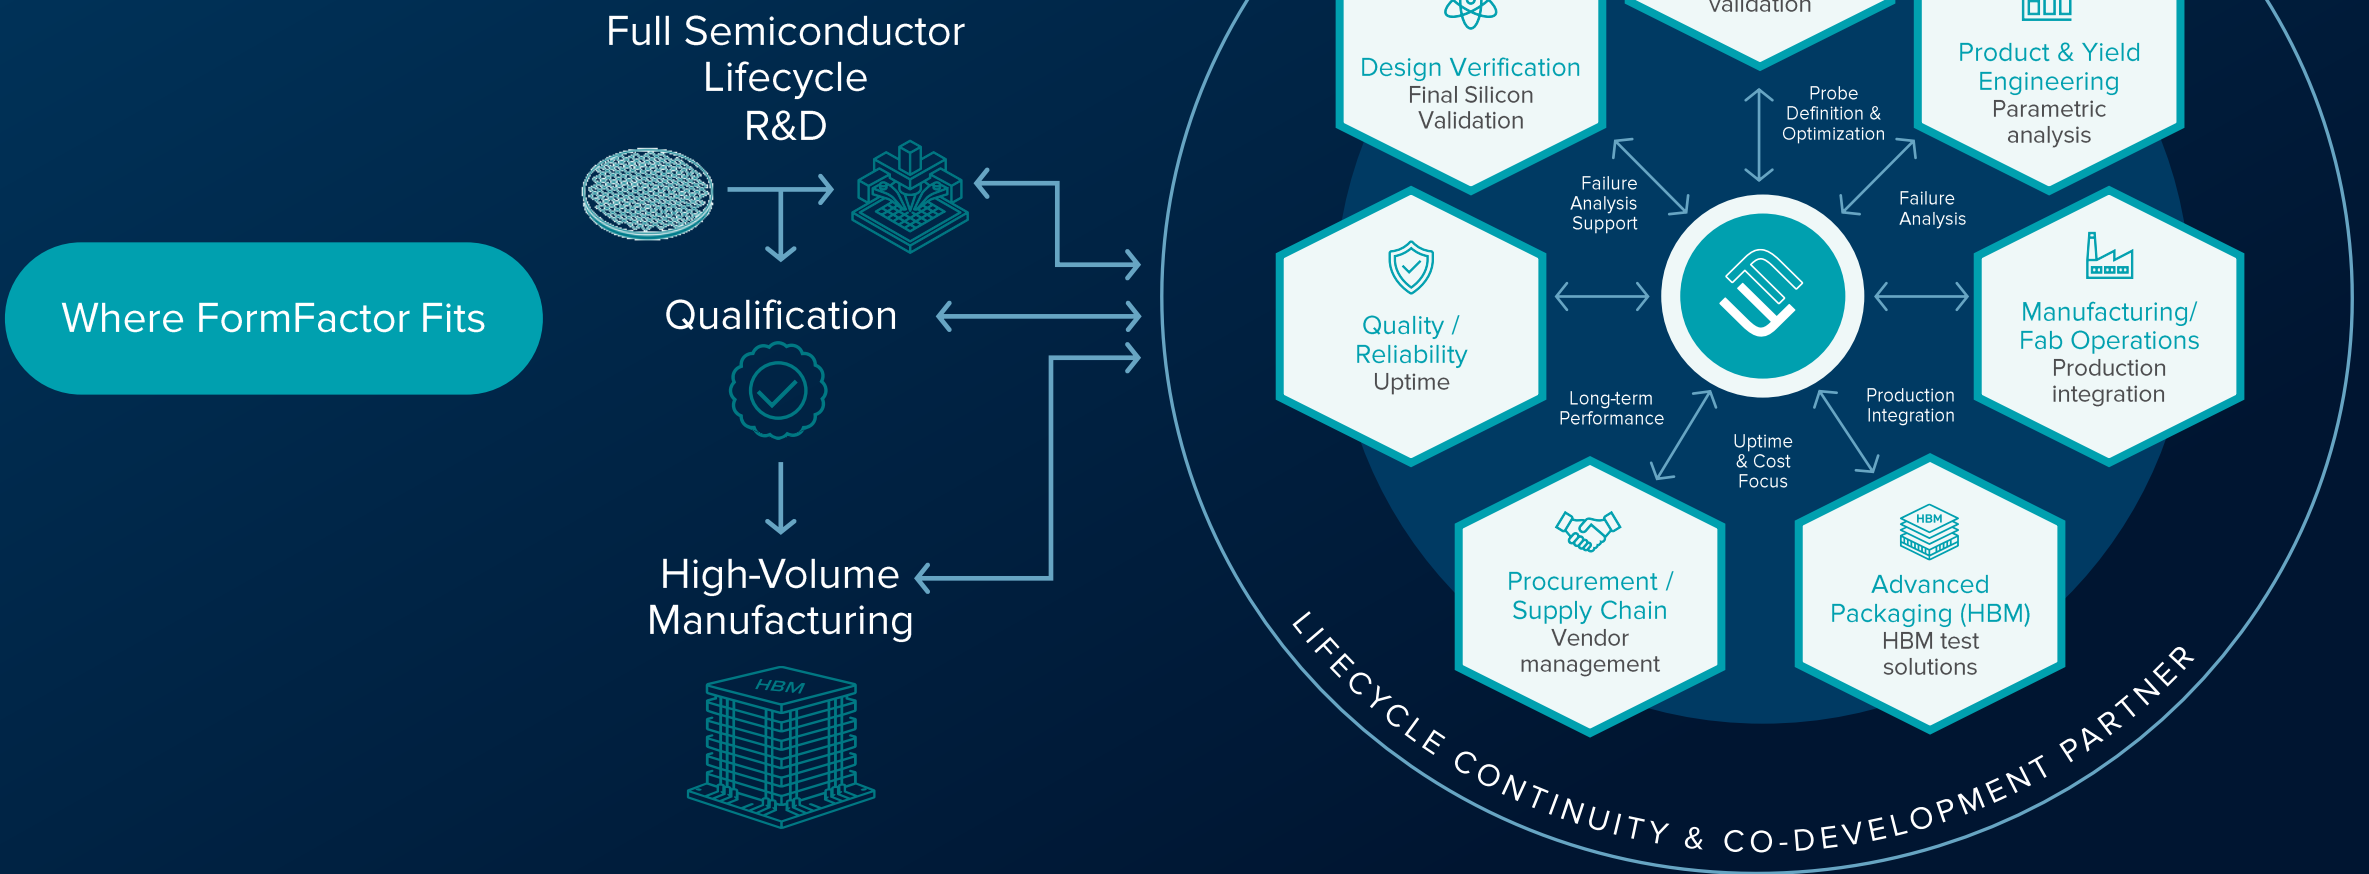 Full Semiconductor
Lifecycle
R&D
Where FormFactor Fits
Qualification
High-Volume
Manufacturing
HBM
validation
Design Verification
Final Silicon
Validation
Product & Yield
Engineering
Parametric
analysis
Probe
Definition &
Optimization
Failure
Analysis
Support
Failure
Analysis
Quality /
Reliability
Uptime
Manufacturing/
Fab Operations
Production
integration
Long-term
Performance
Production
Integration
Uptime
& Cost
Focus
Procurement /
Supply Chain
Vendor
management
HBM
Advanced
Packaging (HBM)
HBM test
solutions
LIFECYCLE CONTINUITY & CO-DEVELOPMENT PARTNER